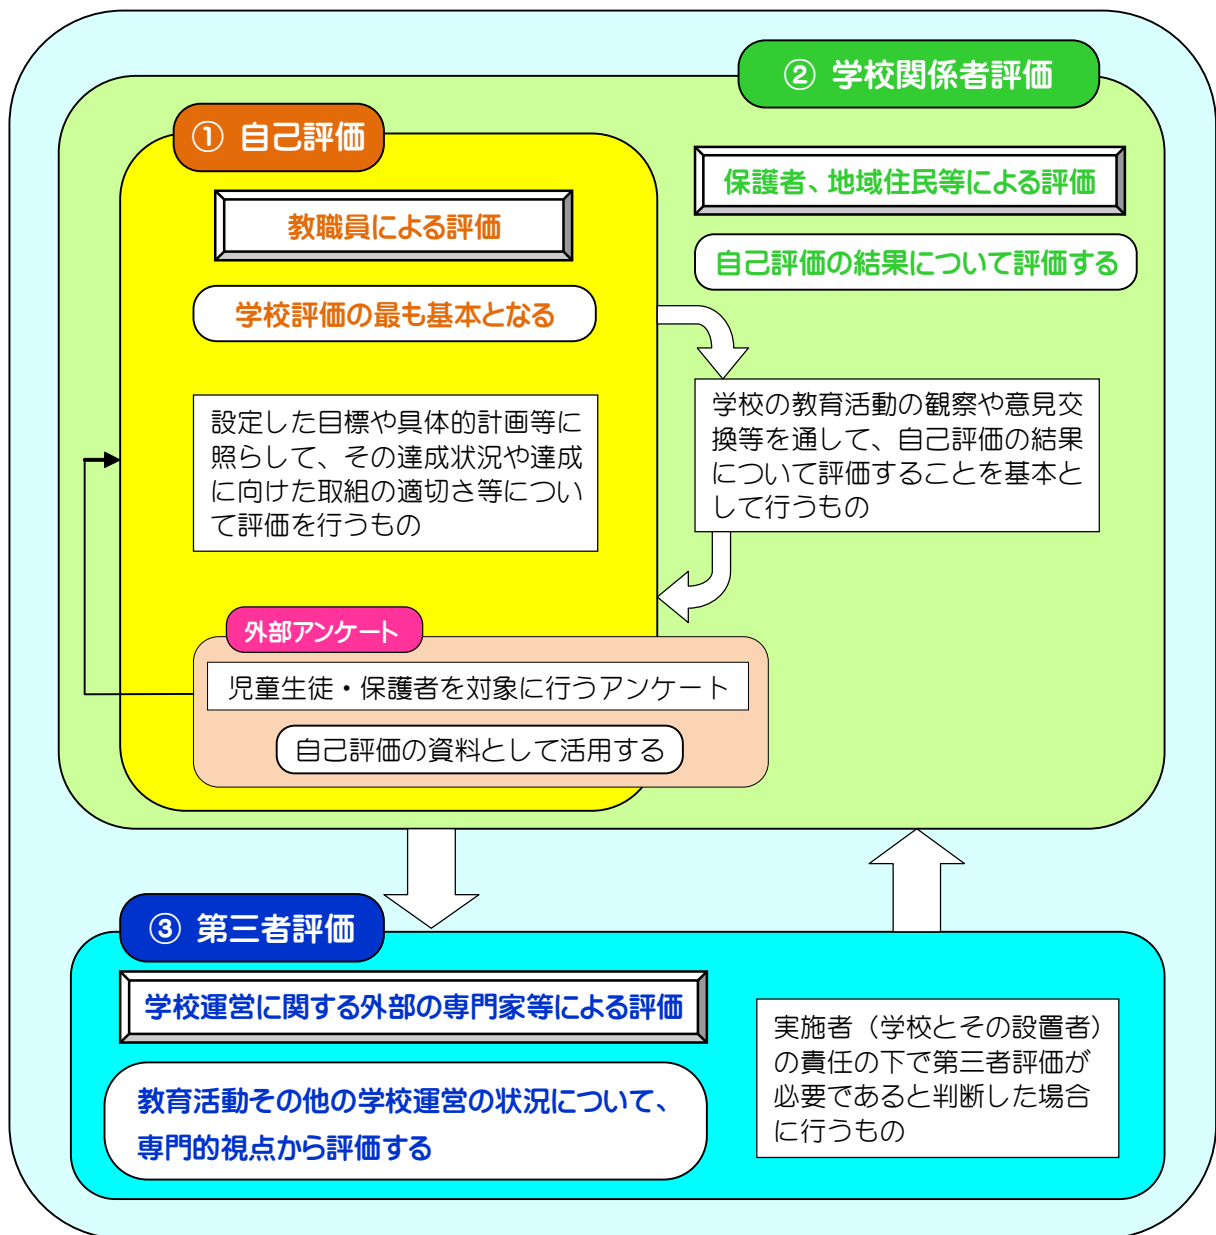 ② 学校関係者評価
① 自己評価
教職員による評価
学校評価の最も基本となる
設定した目標や具体的計画等に
照らして、その達成状況や達成
に向けた取組の適切さ等につい
て評価を行うもの
保護者、地域住民等による評価
自己評価の結果について評価する
学校の教育活動の観察や意見交
換等を通して、自己評価の結果
について評価することを基本と
して行うもの
外部アンケート
児童生徒・保護者を対象に行うアンケート
自己評価の資料として活用する
③ 第三者評価
学校運営に関する外部の専門家等による評価
教育活動その他の学校運営の状況について、
専門的視点から評価する
実施者（学校とその設置者）
の責任の下で第三者評価が
必要であると判断した場合
に行うもの